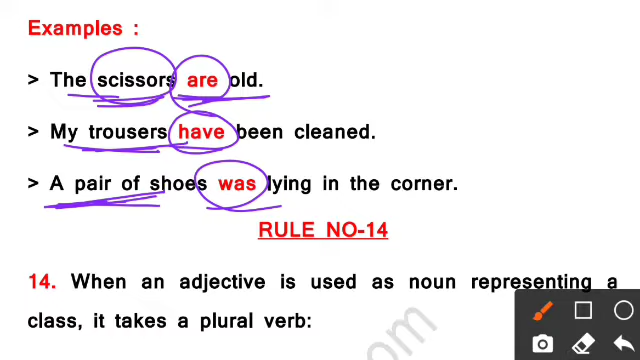 Examples :
> The scissors are old.
> My trousers have been cleaned.
> A pair of shoes was lying in the corner.
RULE NO-14
14. When an adjective is used as noun representing a
class, it takes a plural verb:
om